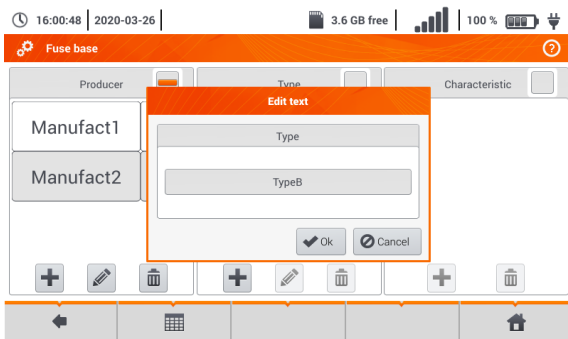 16:00:48 2020-03-26 3.6 GB free 100 %
Fuse base
Producer Type Characteristic
Edit text
Manufact1
Type
Manufact2
TypeB
Ok Cancel